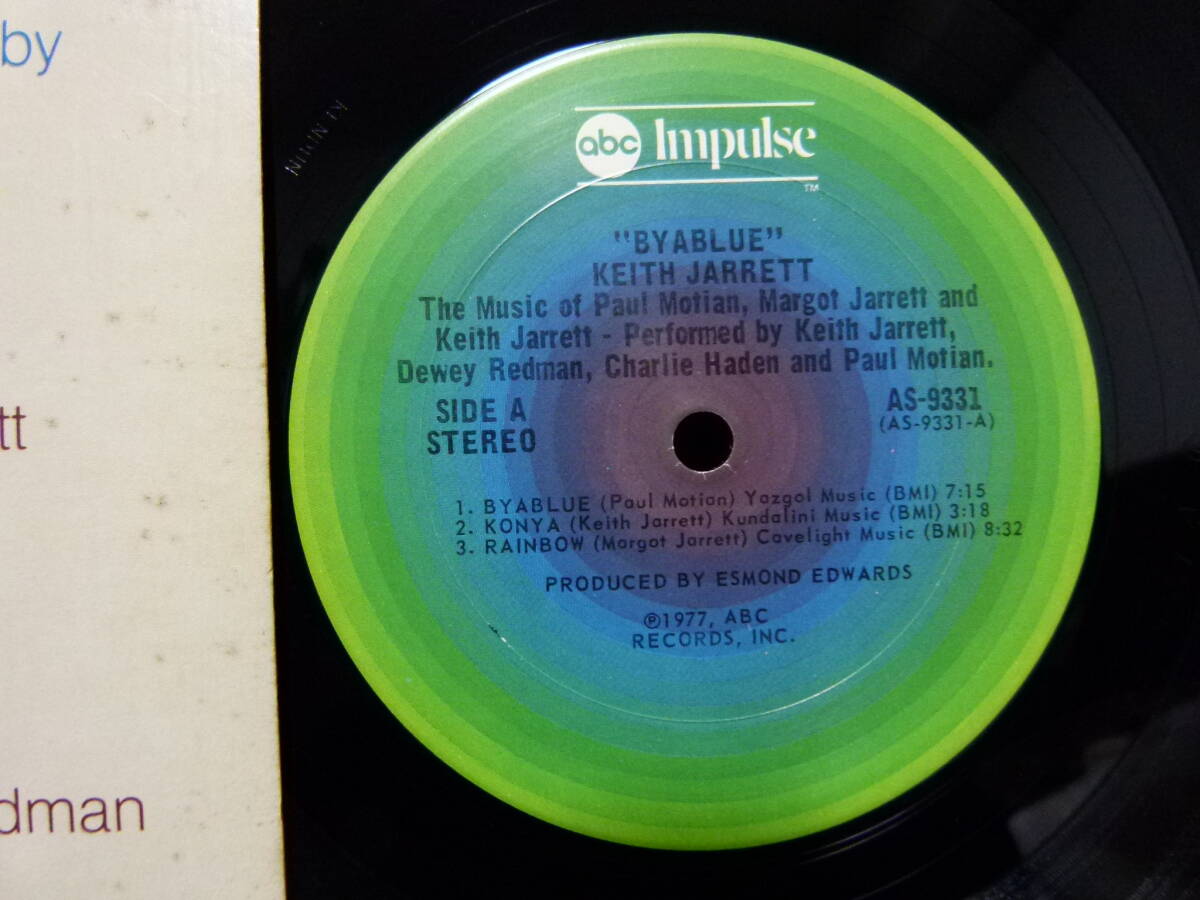 by
tt
dman
abc Impulse
TM
"BYABLUE"
KEITH JARRETT
The Music of Paul Motian, Margot Jarrett and
Keith Jarrett - Performed by Keith Jarrett,
Dewey Redman, Charlie Haden and Paul Motian.
SIDE A
STEREO
AS-9331
(AS-9331-A)
1. BYABLUE (Paul Motian) Yazgol Music (BMI) 7:15
2. KONYA (Keith Jarrett) Kundalini Music (BMI) 3:18
3. RAINBOW (Margot Jarrett) Cavelight Music (BMI) 8:32
PRODUCED BY ESMOND EDWARDS
℗1977, ABC
RECORDS, INC.